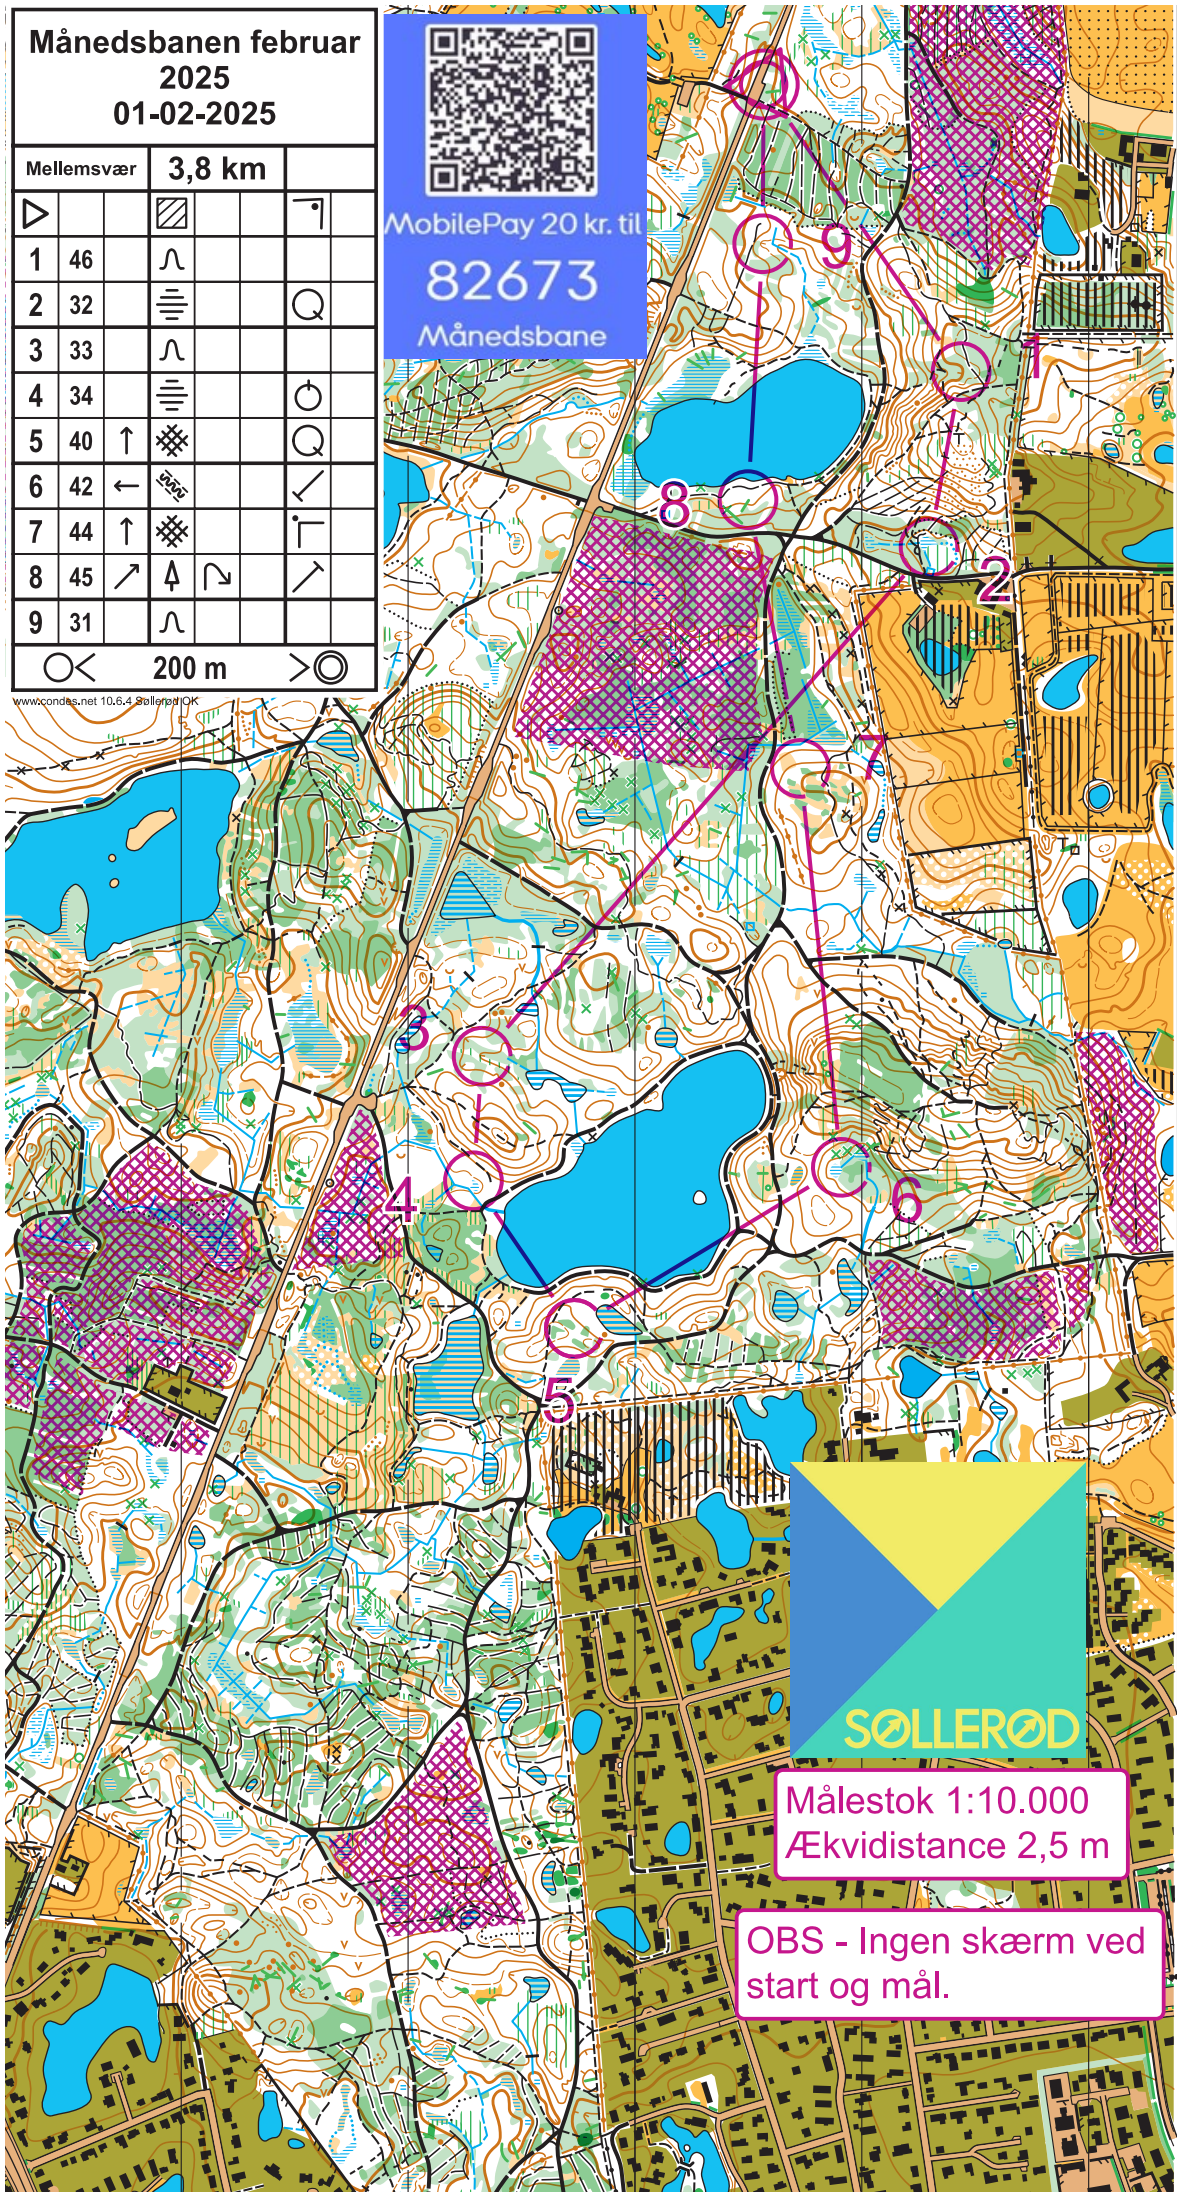 Månedsbanen februar
2025
01-02-2025
Mellemsvær 3,8 km
1 46
2 32
3 33
4 34
5 40
6 42
7 44
8 45
9 31
200 m
www.condes.net 10.6.4 Søllerød OK
MobilePay 20 kr. til
82673
Månedsbane
9
1
8
2
7
3
4
6
5
SØLLERØD
Målestok 1:10.000
Ækvidistance 2,5 m
OBS - Ingen skærm ved
start og mål.